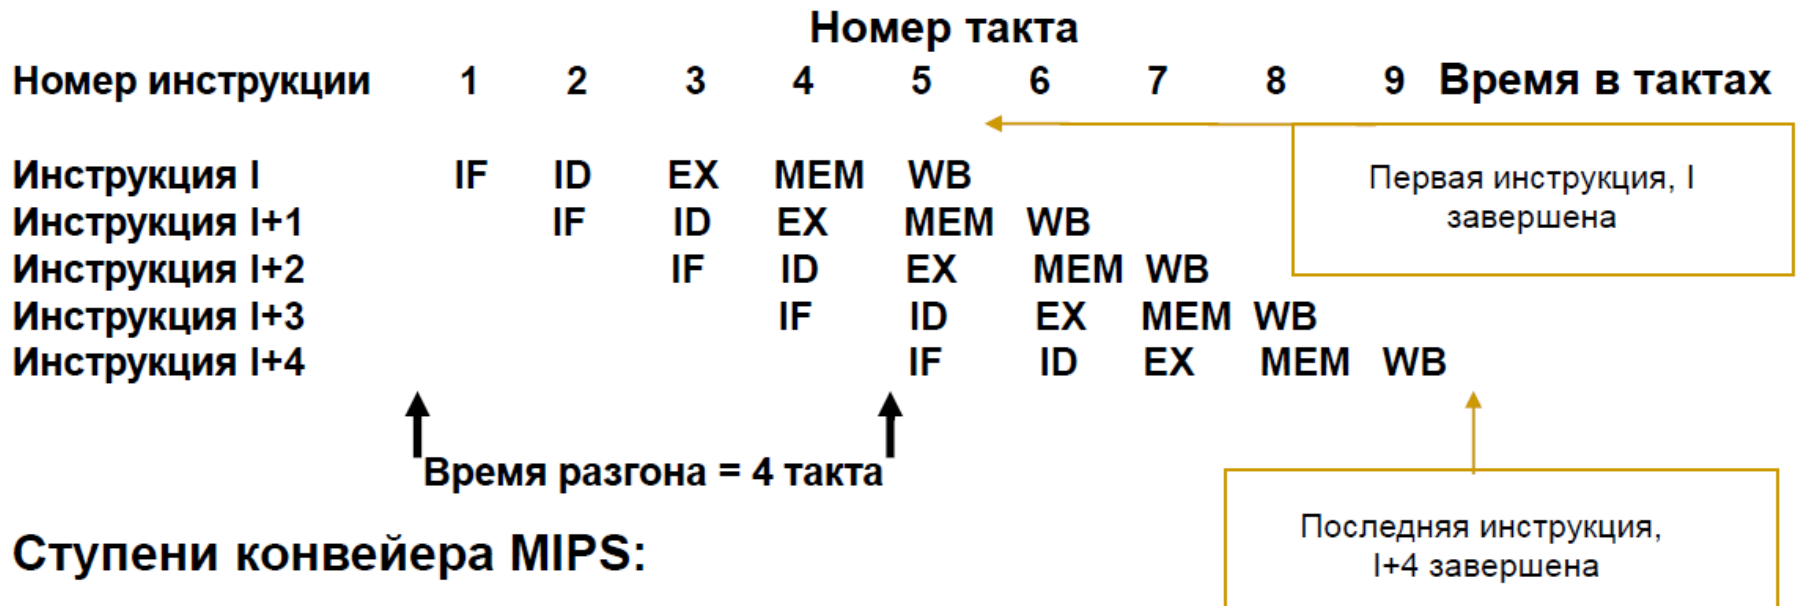 Номер такта
Номер инструкции 1 2 3 4 5 6 7 8 9 Время в тактах
Инструкция I IF ID EX MEM WB
Инструкция I+1 IF ID EX MEM WB
Инструкция I+2 IF ID EX MEM WB
Инструкция I+3 IF ID EX MEM WB
Инструкция I+4 IF ID EX MEM WB
Первая инструкция, I
завершена
Время разгона = 4 такта
Последняя инструкция,
I+4 завершена
Ступени конвейера MIPS: